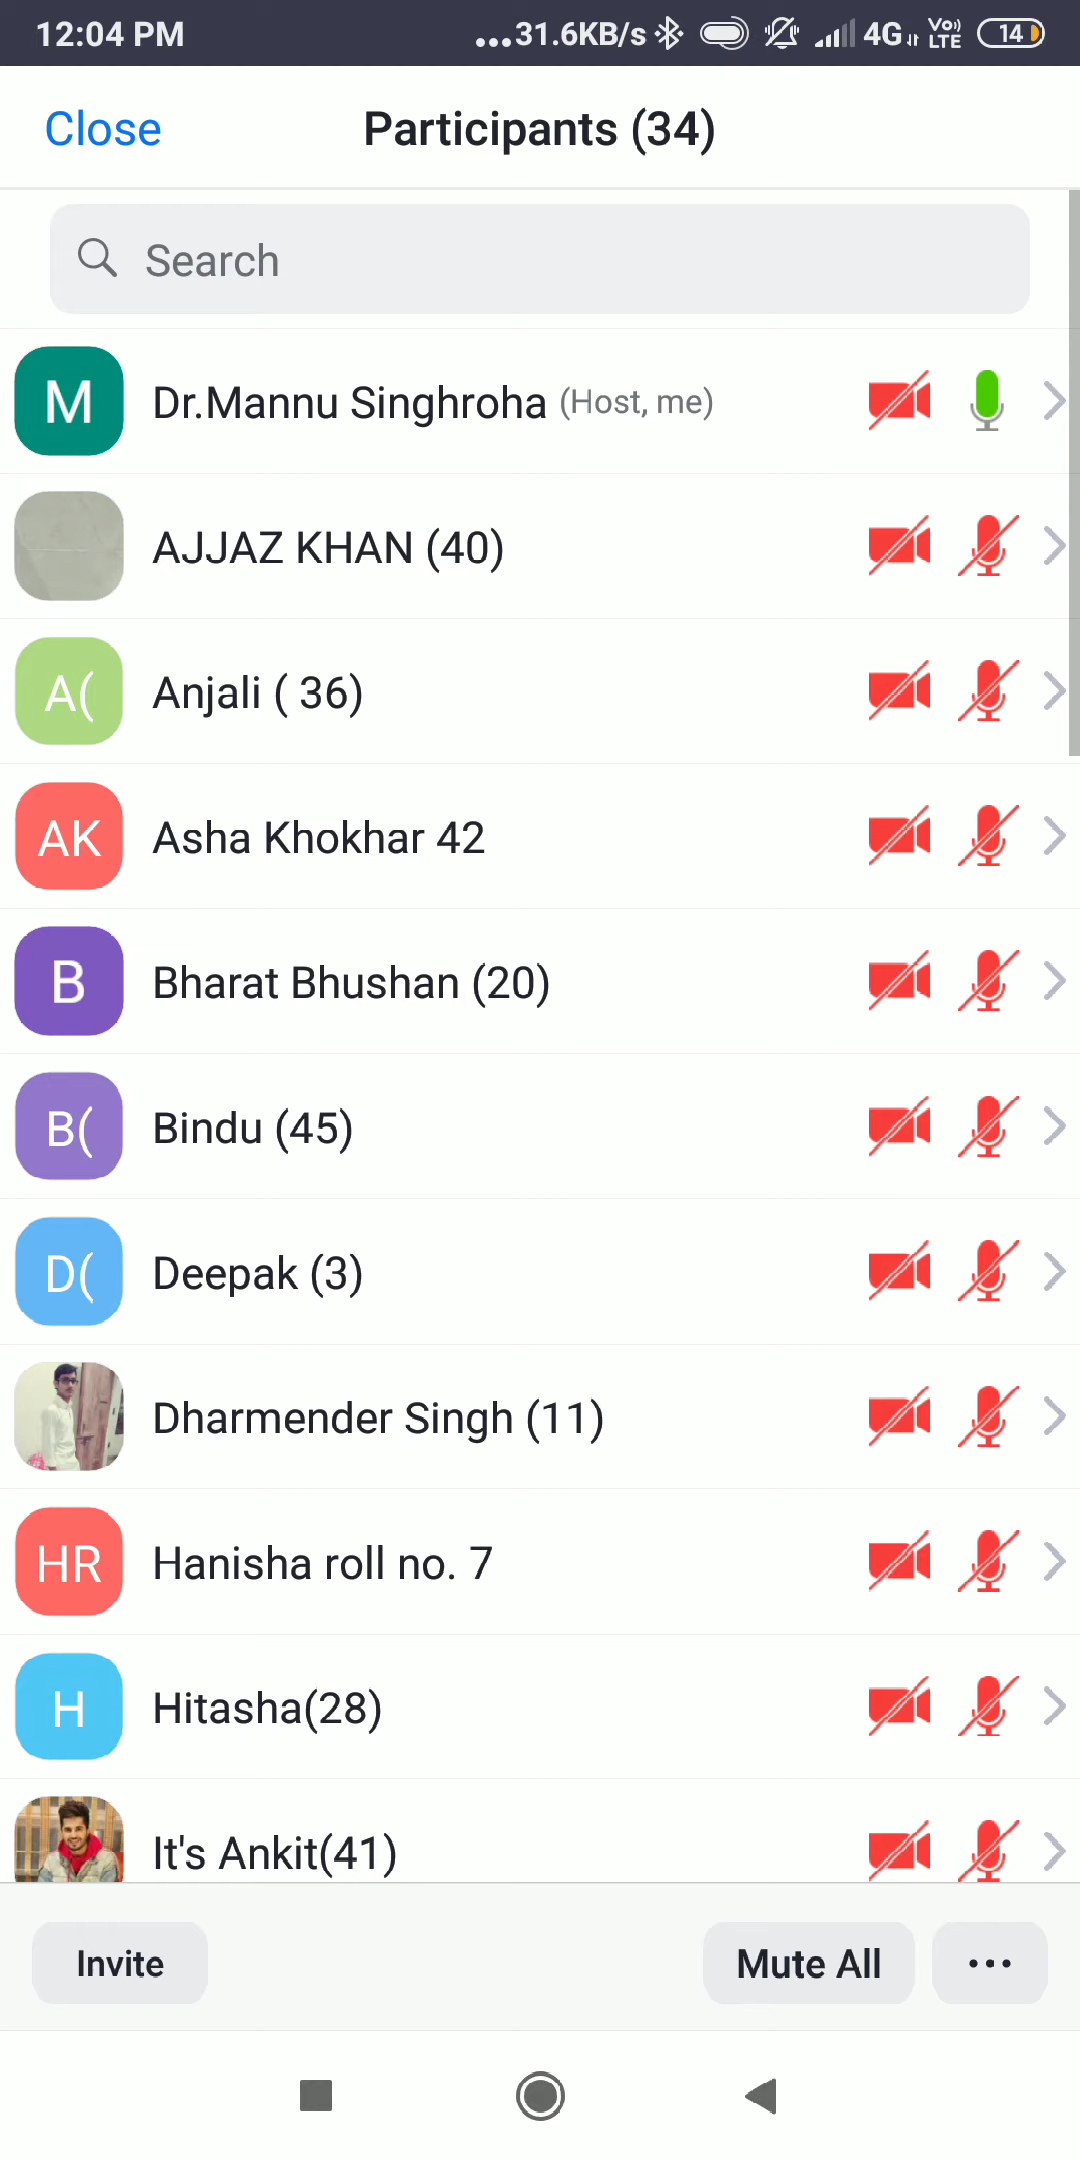 12:04 PM ...31.6KB/s 4G Vo)) LTE 14
Close Participants (34)
Search
M Dr.Mannu Singhroha (Host, me)
AJJAZ KHAN (40)
A( Anjali ( 36)
AK Asha Khokhar 42
B Bharat Bhushan (20)
B( Bindu (45)
D( Deepak (3)
Dharmender Singh (11)
HR Hanisha roll no. 7
H Hitasha(28)
It's Ankit(41)
Invite Mute All ...